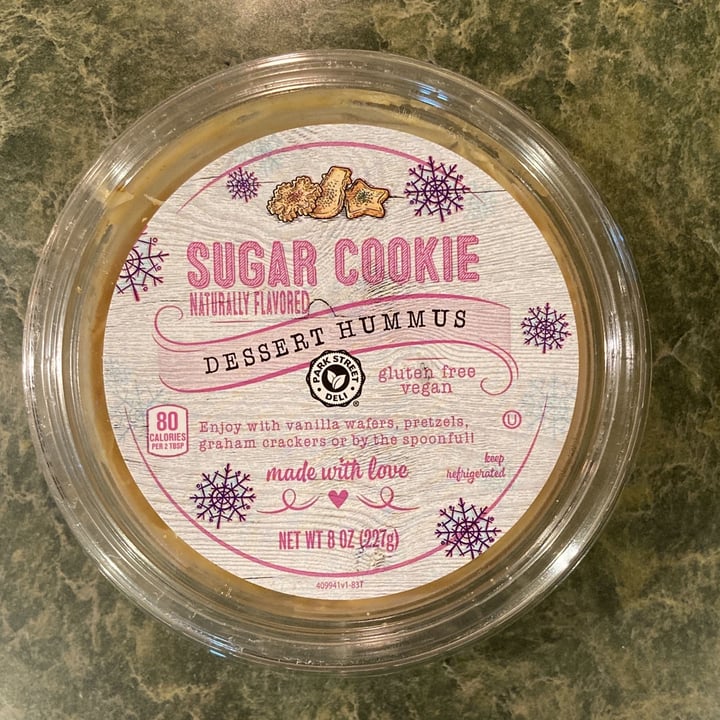 SUGAR COOKIE
NATURALLY FLAVORED
DESSERT HUMMUS
PARK STREET
DELI
®
gluten free
vegan
80
CALORIES
PER 2 TBSP
Enjoy with vanilla wafers, pretzels,
graham crackers or by the spoonful!
U
made with love
keep
refrigerated
NET WT 8 OZ (227g)
409941v1-83T